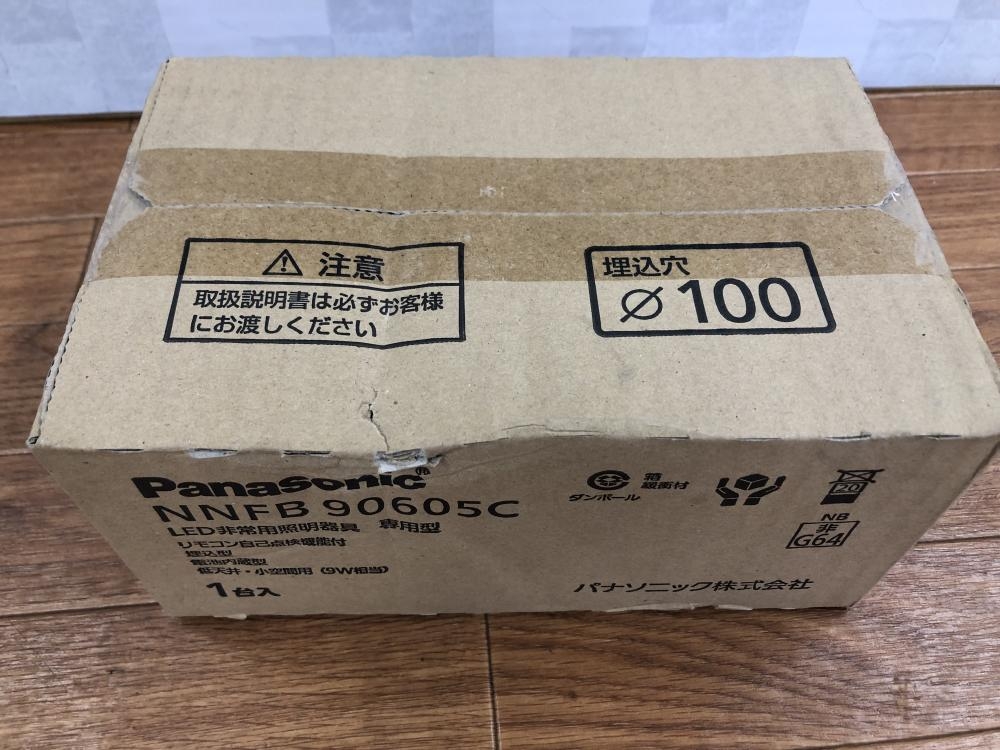 注意
取扱説明書は必ずお客様
にお渡しください
埋込穴
⌀100
Panasonic®
NNFB 90605C
LED非常用照明器具 専用型
リモコン自己点検機能付
埋込型
電池内蔵型
低天井・小空間用 (9W相当)
1台入
ダンボール
箱
緩衝材
20
NB
非
G64
パナソニック株式会社